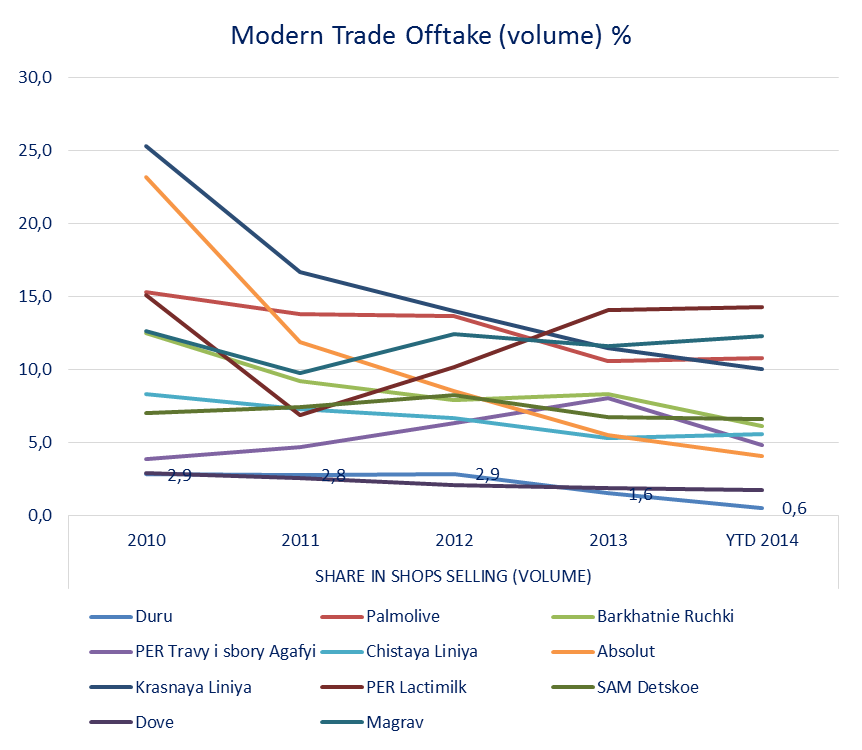 Modern Trade Offtake (volume) %
30,0
25,0
20,0
15,0
10,0
5,0
0,0
2,9
2,8
2,9
1,6
0,6
2010 2011 2012 2013 YTD 2014
SHARE IN SHOPS SELLING (VOLUME)
Duru Palmolive Barkhatnie Ruchki
PER Travy i sbory Agafyi Chistaya Liniya Absolut
Krasnaya Liniya PER Lactimilk SAM Detskoe
Dove Magrav